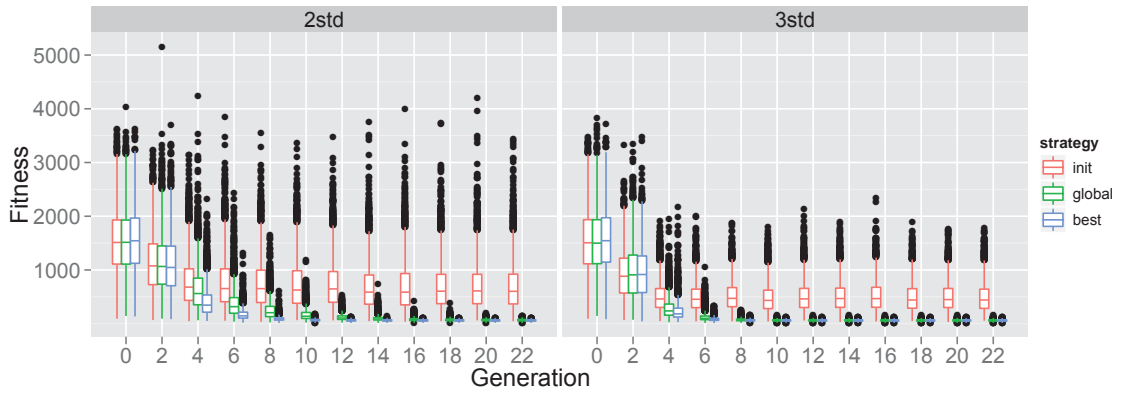 2std 3std
5000
4000
3000
2000
1000
Fitness
0 2 4 6 8 10 12 14 16 18 20 22 0 2 4 6 8 10 12 14 16 18 20 22
Generation
strategy
init
global
best